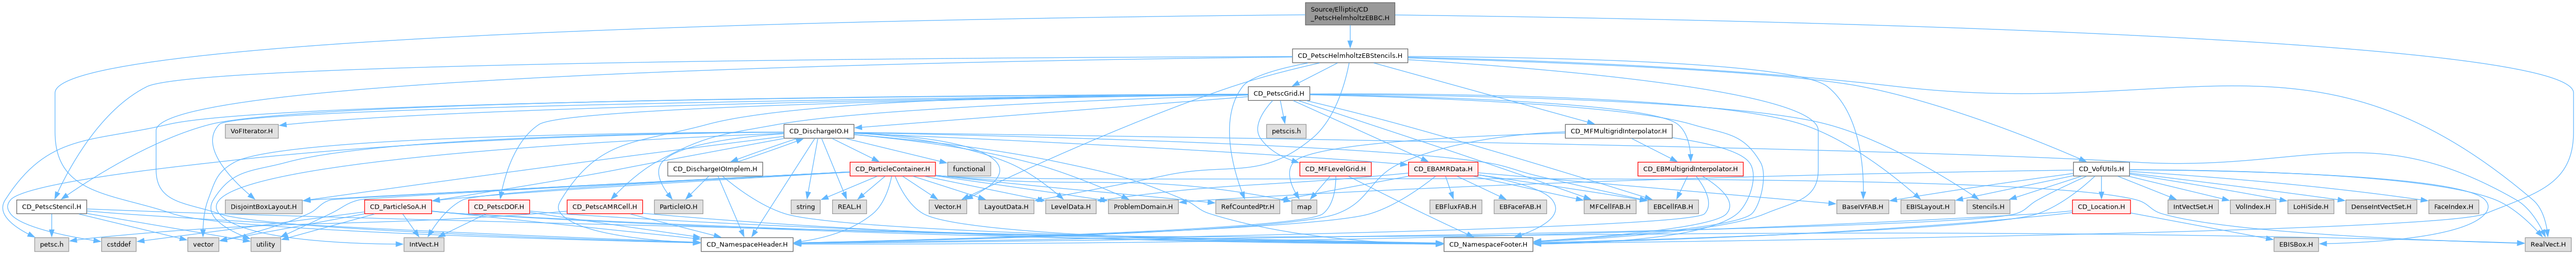 Source/Elliptic/CD
_PetscHelmholtzEBBC.H
CD_PetscHelmholtzEBStencils.H
CD_PetscGrid.H
VoFIterator.H
CD_DischargeIO.H
petscis.h
CD_MFMultigridInterpolator.H
CD_DischargeIOImplem.H
CD_ParticleContainer.H
functional
CD_MFLevelGrid.H
CD_EBAMRData.H
CD_EBMultigridInterpolator.H
CD_VofUtils.H
CD_PetscStencil.H
DisjointBoxLayout.H
CD_ParticleSoA.H
CD_PetscDOF.H
CD_PetscAMRCell.H
ParticleIO.H
string
REAL.H
Vector.H
LayoutData.H
LevelData.H
ProblemDomain.H
RefCountedPtr.H
map
EBFluxFAB.H
EBFaceFAB.H
MFCellFAB.H
EBCellFAB.H
BaseIVFAB.H
EBISLayout.H
Stencils.H
CD_Location.H
IntVectSet.H
VolIndex.H
LoHiSide.H
DenseIntVectSet.H
FaceIndex.H
petsc.h
cstddef
vector
utility
IntVect.H
CD_NamespaceHeader.H
CD_NamespaceFooter.H
EBISBox.H
RealVect.H